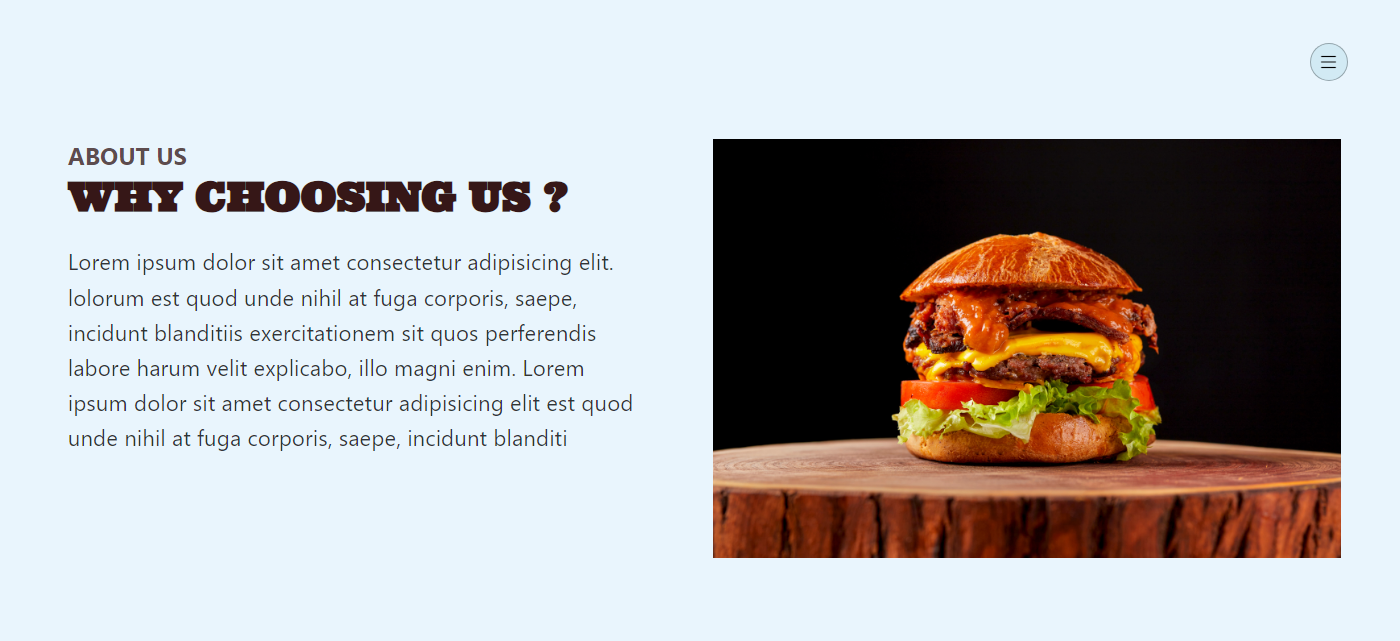 ABOUT US
WHY CHOOSING US ?
Lorem ipsum dolor sit amet consectetur adipisicing elit.
lolorum est quod unde nihil at fuga corporis, saepe,
incidunt blanditiis exercitationem sit quos perferendis
labore harum velit explicabo, illo magni enim. Lorem
ipsum dolor sit amet consectetur adipisicing elit est quod
unde nihil at fuga corporis, saepe, incidunt blanditi